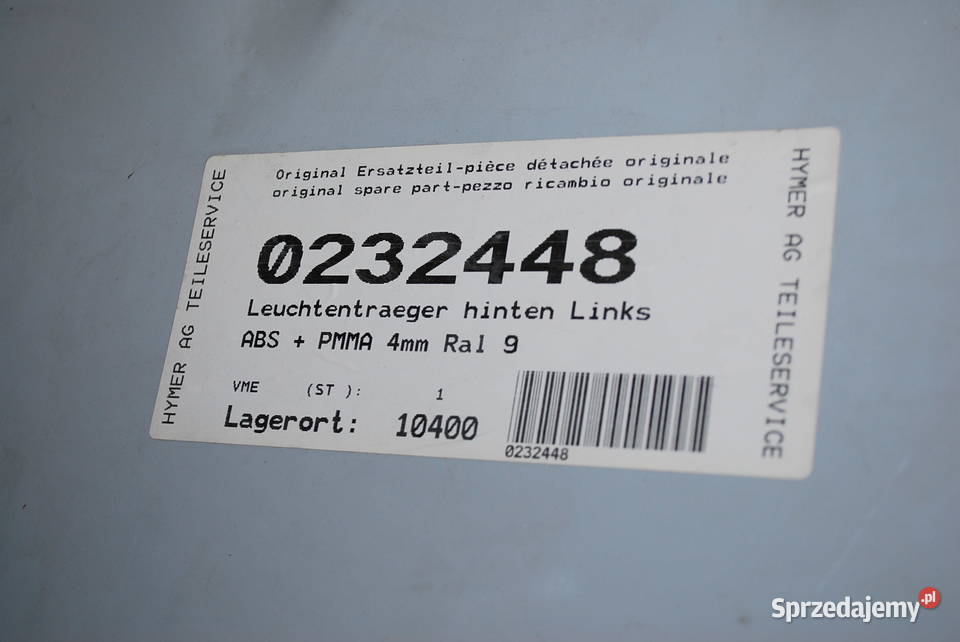 Original Ersatzteil-pièce détachée originale
original spare part-pezzo ricambio originale
0232448
Leuchtentraeger hinten Links
ABS + PMMA 4mm Ral 9
VME (ST ): 1
Lagerort: 10400
0232448
HYMER AG TEILESERVICE
HYMER AG TEILESERVICE
Sprzedajemy.pl